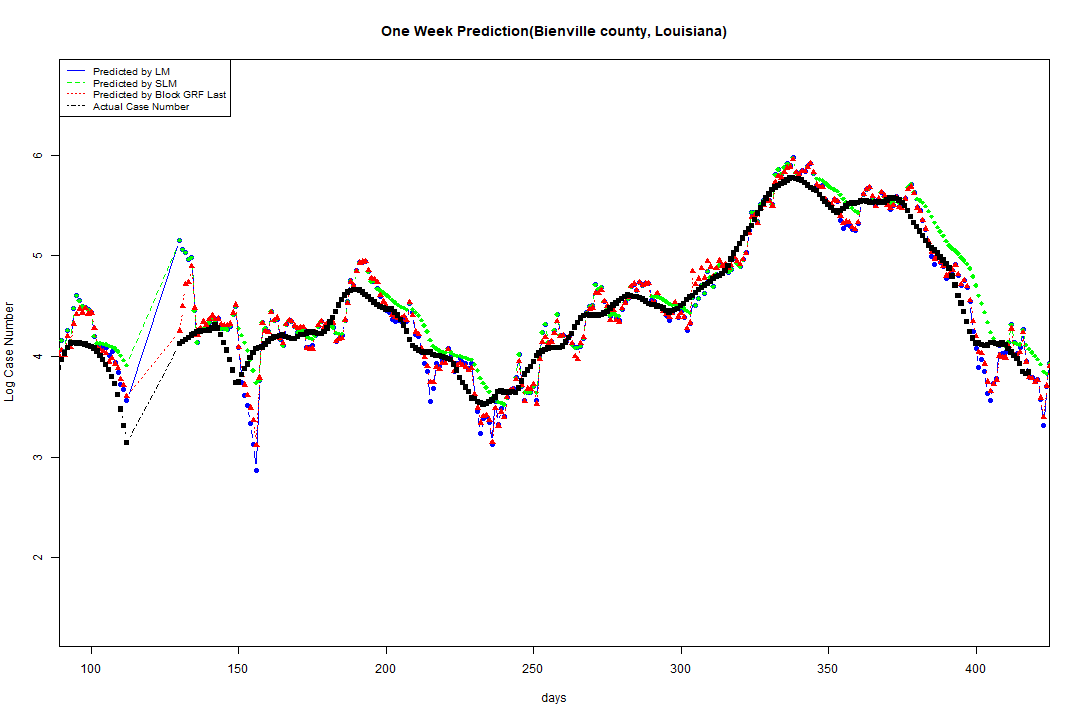 One Week Prediction(Bienville county, Louisiana)
Predicted by LM
Predicted by SLM
Predicted by Block GRF Last
Actual Case Number
Log Case Number
6
5
4
3
2
100 150 200 250 300 350 400
days